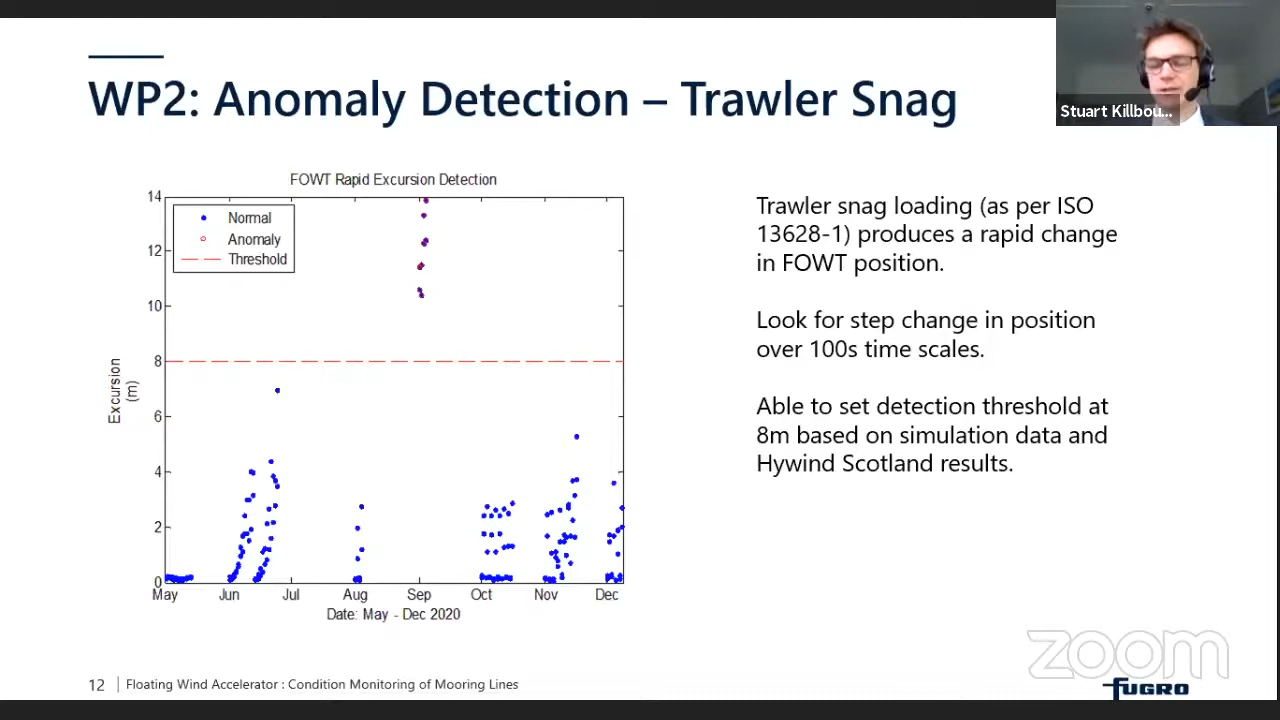 WP2: Anomaly Detection – Trawler Snag
Stuart Killbou...
FOWT Rapid Excursion Detection
Normal
Anomaly
Threshold
14
12
10
8
6
4
2
0
Excursion
(m)
May Jun Jul Aug Sep Oct Nov Dec
Date: May - Dec 2020
Trawler snag loading (as per ISO
13628-1) produces a rapid change
in FOWT position.
Look for step change in position
over 100s time scales.
Able to set detection threshold at
8m based on simulation data and
Hywind Scotland results.
12 | Floating Wind Accelerator : Condition Monitoring of Mooring Lines
zoom
fugro